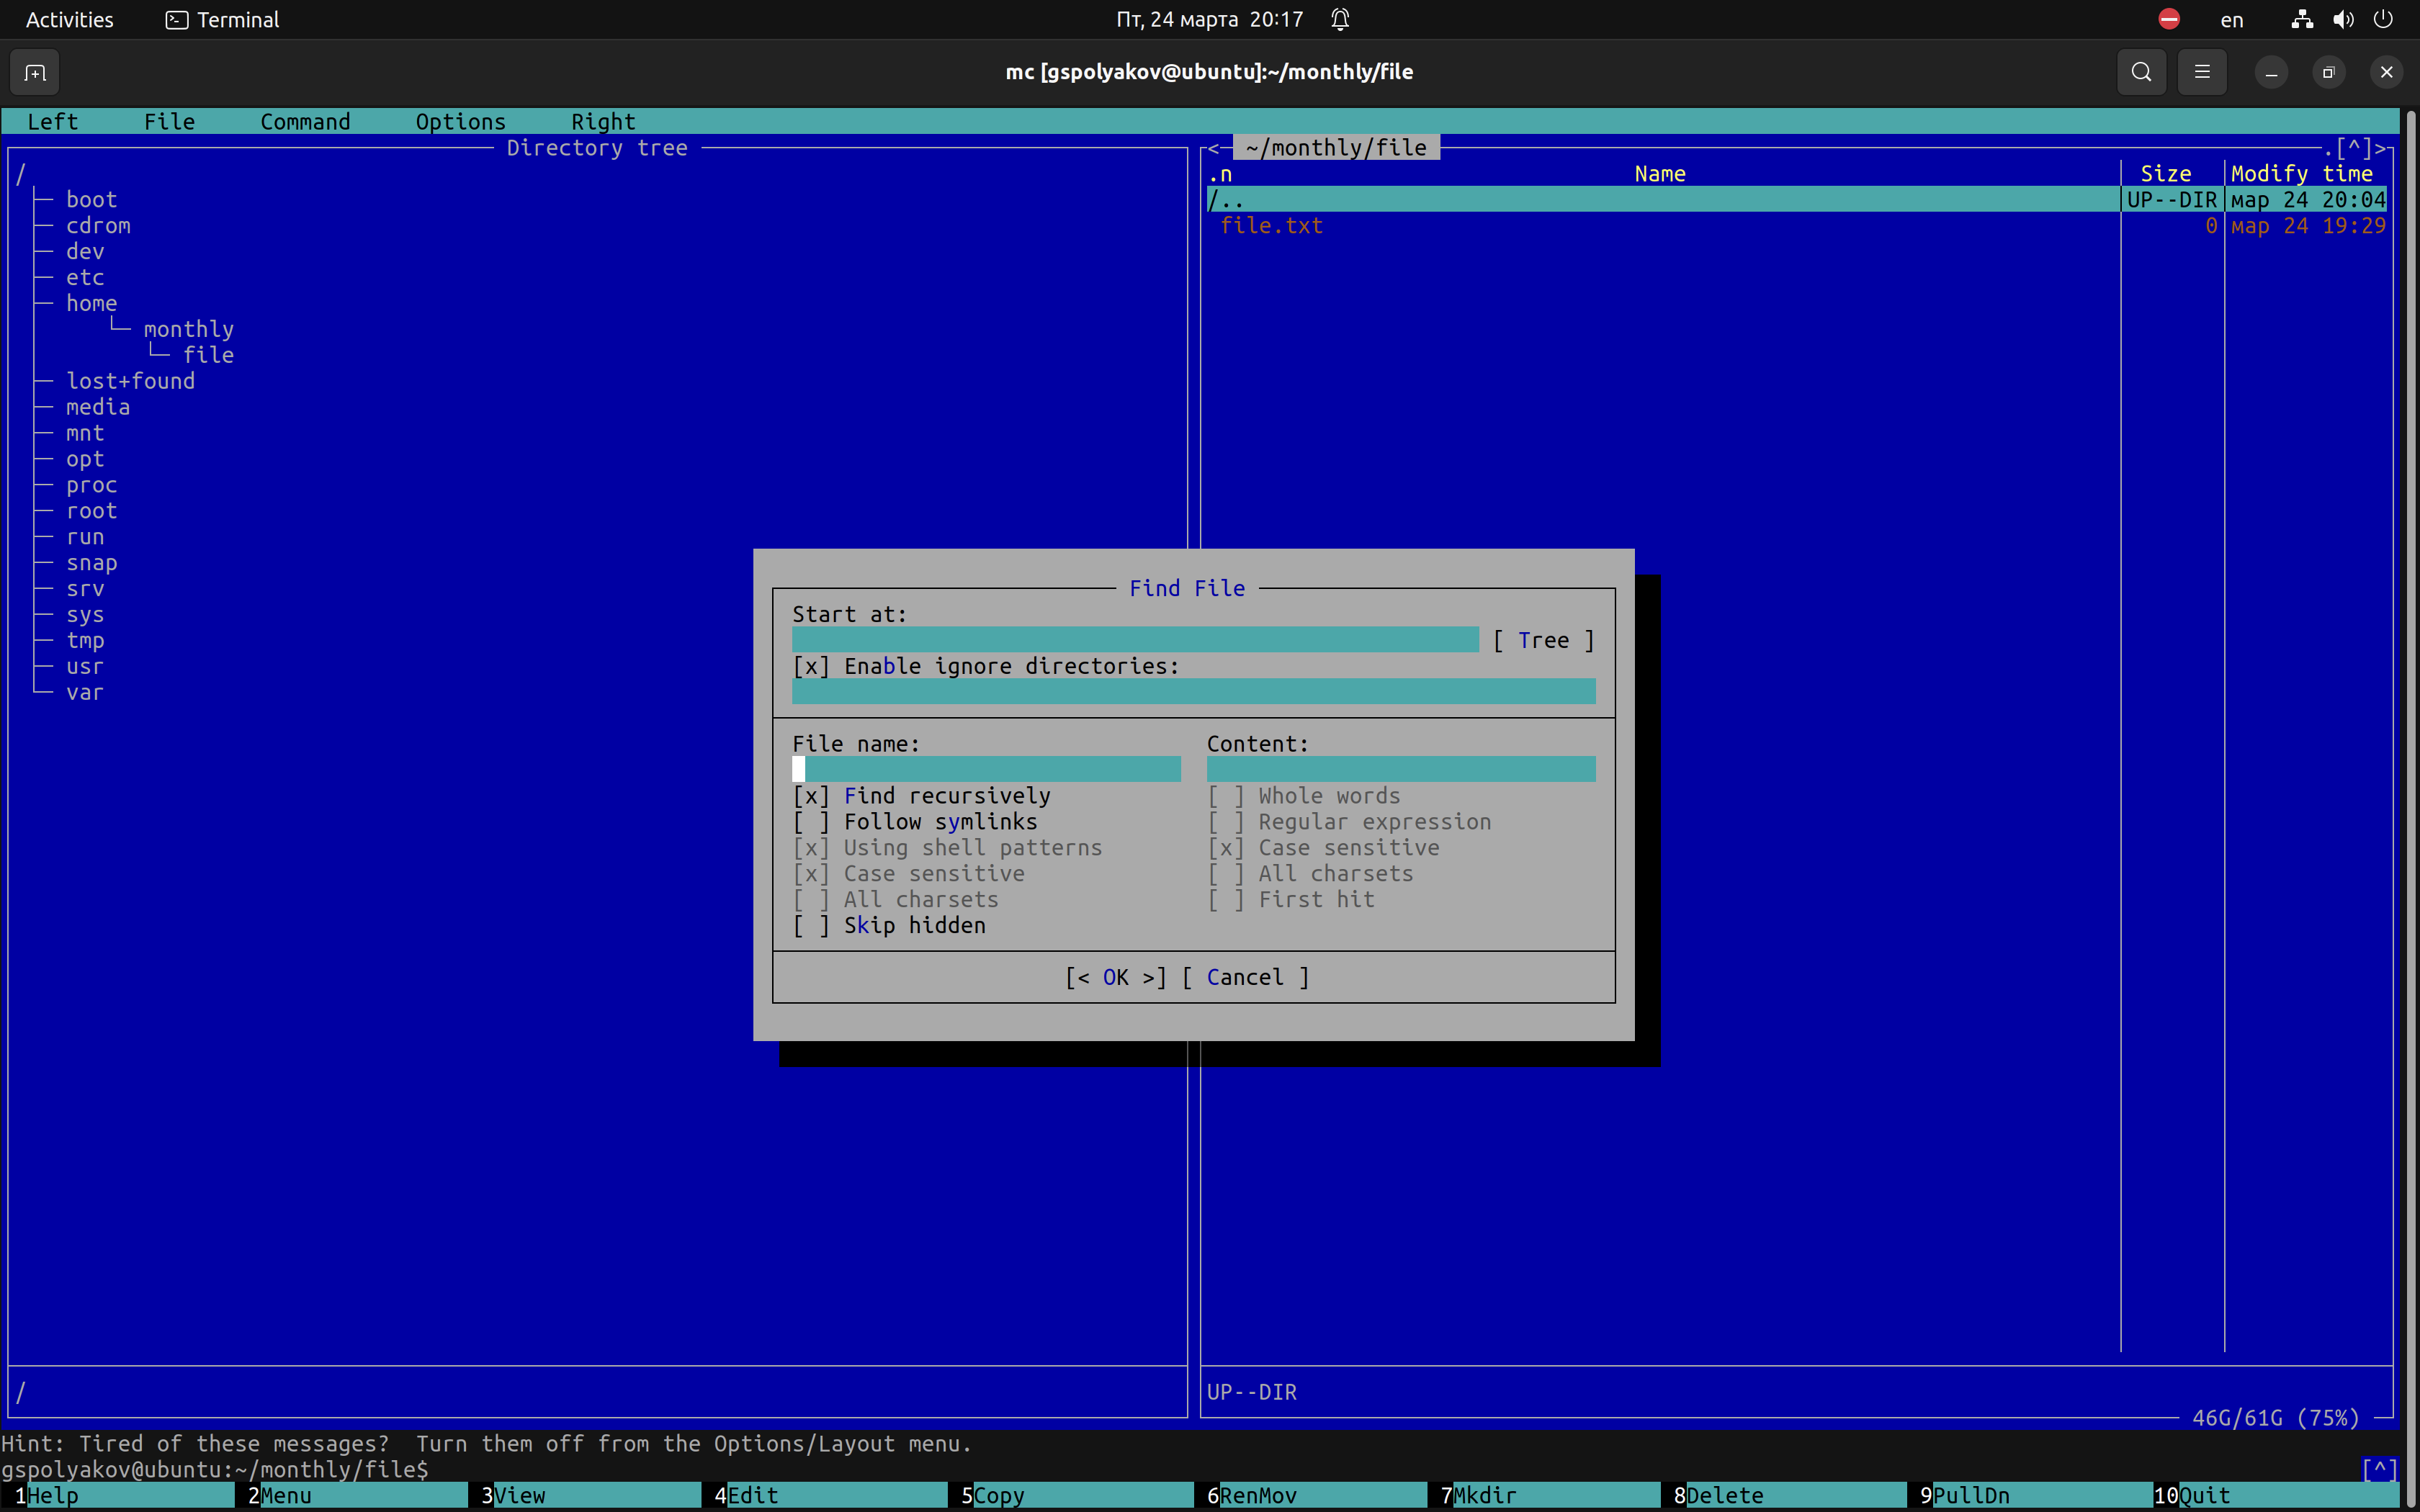 Activities Terminal Пт, 24 марта 20:17 en
mc [gspolyakov@ubuntu]:~/monthly/file
Left File Command Options Right
Directory tree
/
boot
cdrom
dev
etc
home
monthly
file
lost+found
media
mnt
opt
proc
root
run
snap
srv
sys
tmp
usr
var
/
<─ ~/monthly/file .[^]>
.n Name Size Modify time
/.. UP--DIR мар 24 20:04
file.txt 0 мар 24 19:29
UP--DIR
46G/61G (75%)
Find File
Start at:
[ Tree ]
[x] Enable ignore directories:
File name:
[x] Find recursively
[ ] Follow symlinks
[x] Using shell patterns
[x] Case sensitive
[ ] All charsets
[ ] Skip hidden
Content:
[ ] Whole words
[ ] Regular expression
[x] Case sensitive
[ ] All charsets
[ ] First hit
[< OK >] [ Cancel ]
Hint: Tired of these messages? Turn them off from the Options/Layout menu.
gspolyakov@ubuntu:~/monthly/file$ [^]
1Help 2Menu 3View 4Edit 5Copy 6RenMov 7Mkdir 8Delete 9PullDn 10Quit